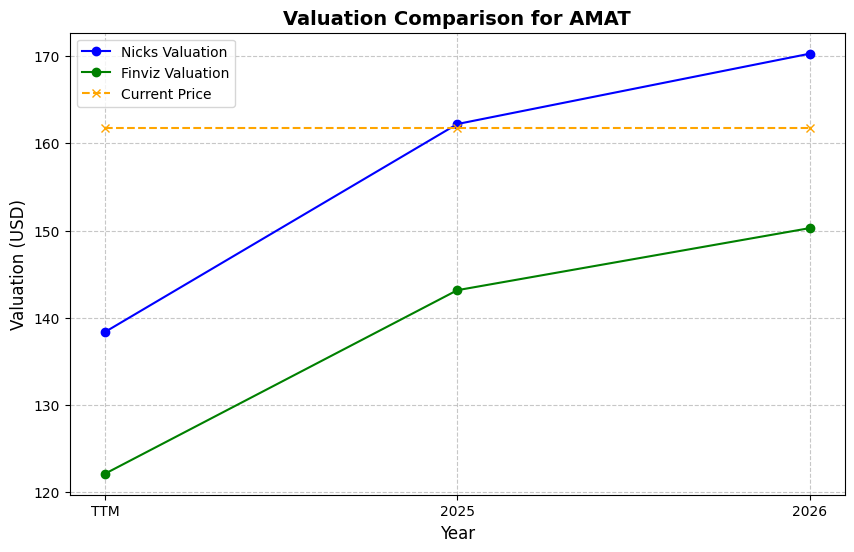 Valuation Comparison for AMAT
Nicks Valuation
Finviz Valuation
Current Price
Valuation (USD)
170
160
150
140
130
120
TTM
2025
2026
Year